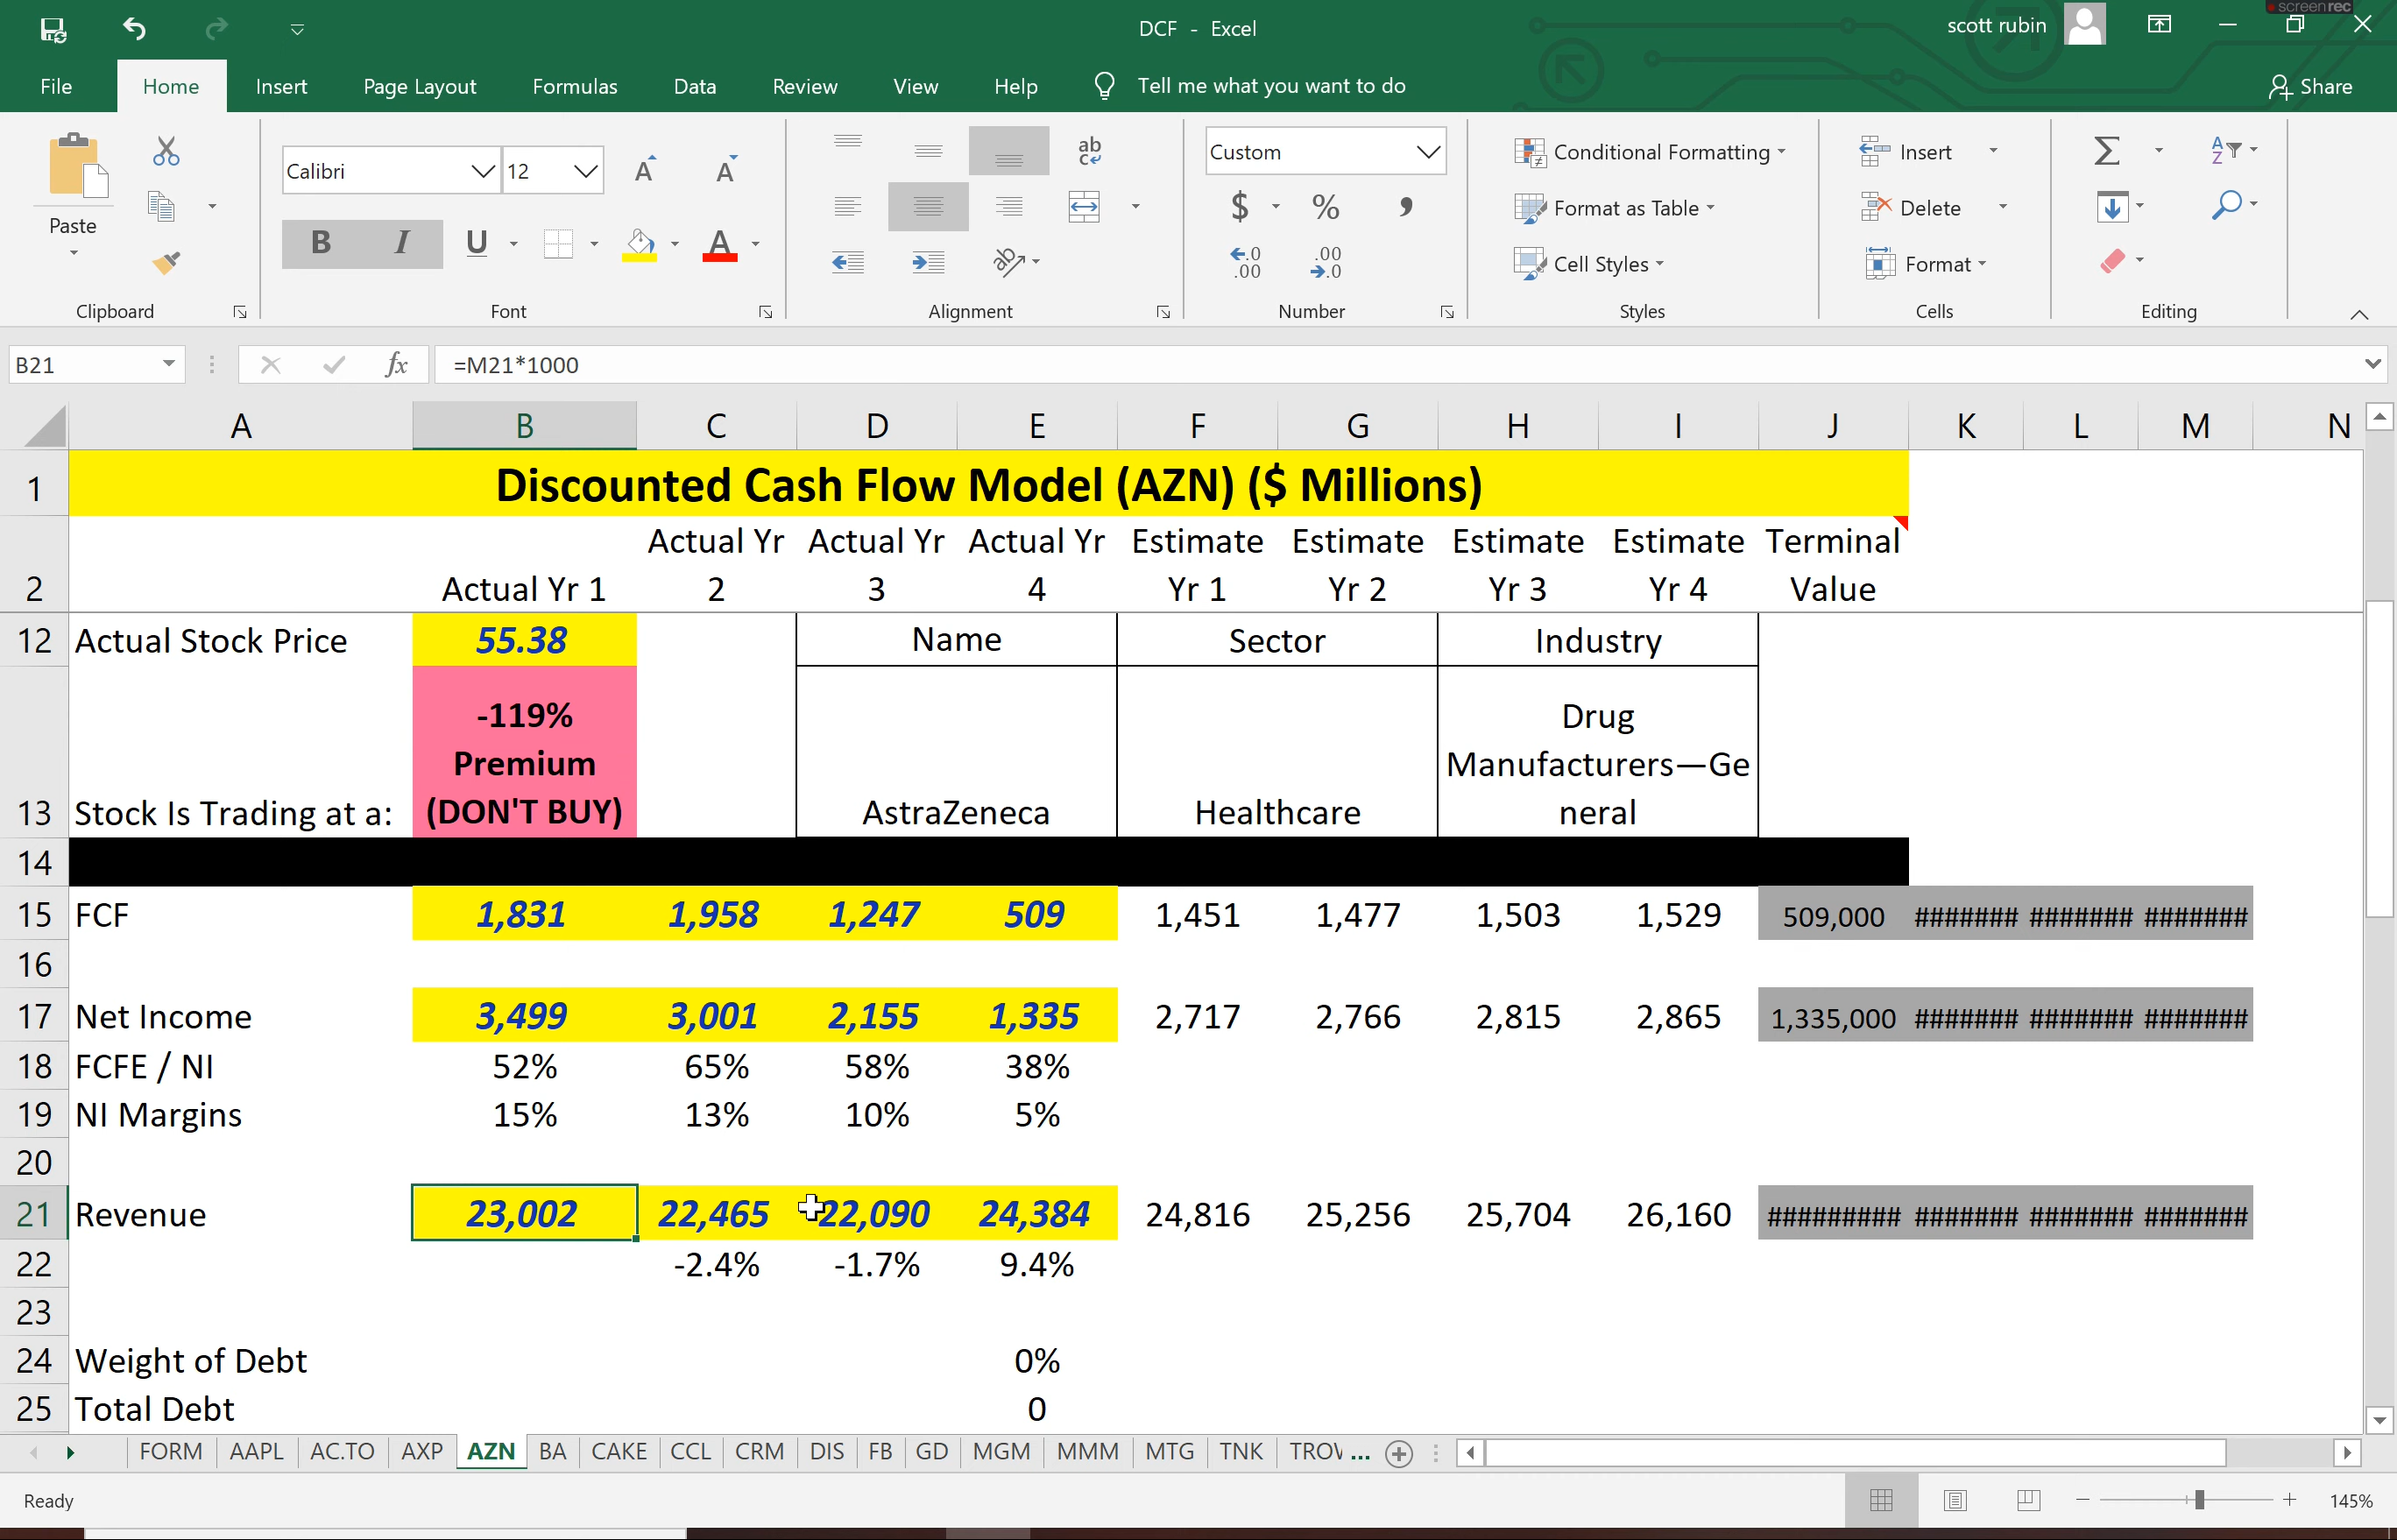 screenrec
DCF - Excel
scott rubin
File Home Insert Page Layout Formulas Data Review View Help Tell me what you want to do Share
Paste
Clipboard
Calibri 12
B I U A
Font
ab
Alignment
Custom
$ % ,
.00 .00
Number
Conditional Formatting
Format as Table
Cell Styles
Styles
Insert
Delete
Format
Cells
Editing
B21 fx =M21*1000
A B C D E F G H I J K L M N
1 Discounted Cash Flow Model (AZN) ($ Millions)
Actual Yr Actual Yr Actual Yr Estimate Estimate Estimate Estimate Terminal
2 Actual Yr 1 2 3 4 Yr 1 Yr 2 Yr 3 Yr 4 Value
12 Actual Stock Price 55.38 Name Sector Industry
-119% Drug
Premium Manufacturers—Ge
13 Stock Is Trading at a: (DON'T BUY) AstraZeneca Healthcare neral
14
15 FCF 1,831 1,958 1,247 509 1,451 1,477 1,503 1,529 509,000 ####### ####### #######
16
17 Net Income 3,499 3,001 2,155 1,335 2,717 2,766 2,815 2,865 1,335,000 ####### ####### #######
18 FCFE / NI 52% 65% 58% 38%
19 NI Margins 15% 13% 10% 5%
20
21 Revenue 23,002 22,465 22,090 24,384 24,816 25,256 25,704 26,160 ######### ####### ####### #######
22 -2.4% -1.7% 9.4%
23
24 Weight of Debt 0%
25 Total Debt 0
FORM AAPL AC.TO AXP AZN BA CAKE CCL CRM DIS FB GD MGM MMM MTG TNK TROW ...
Ready 145%